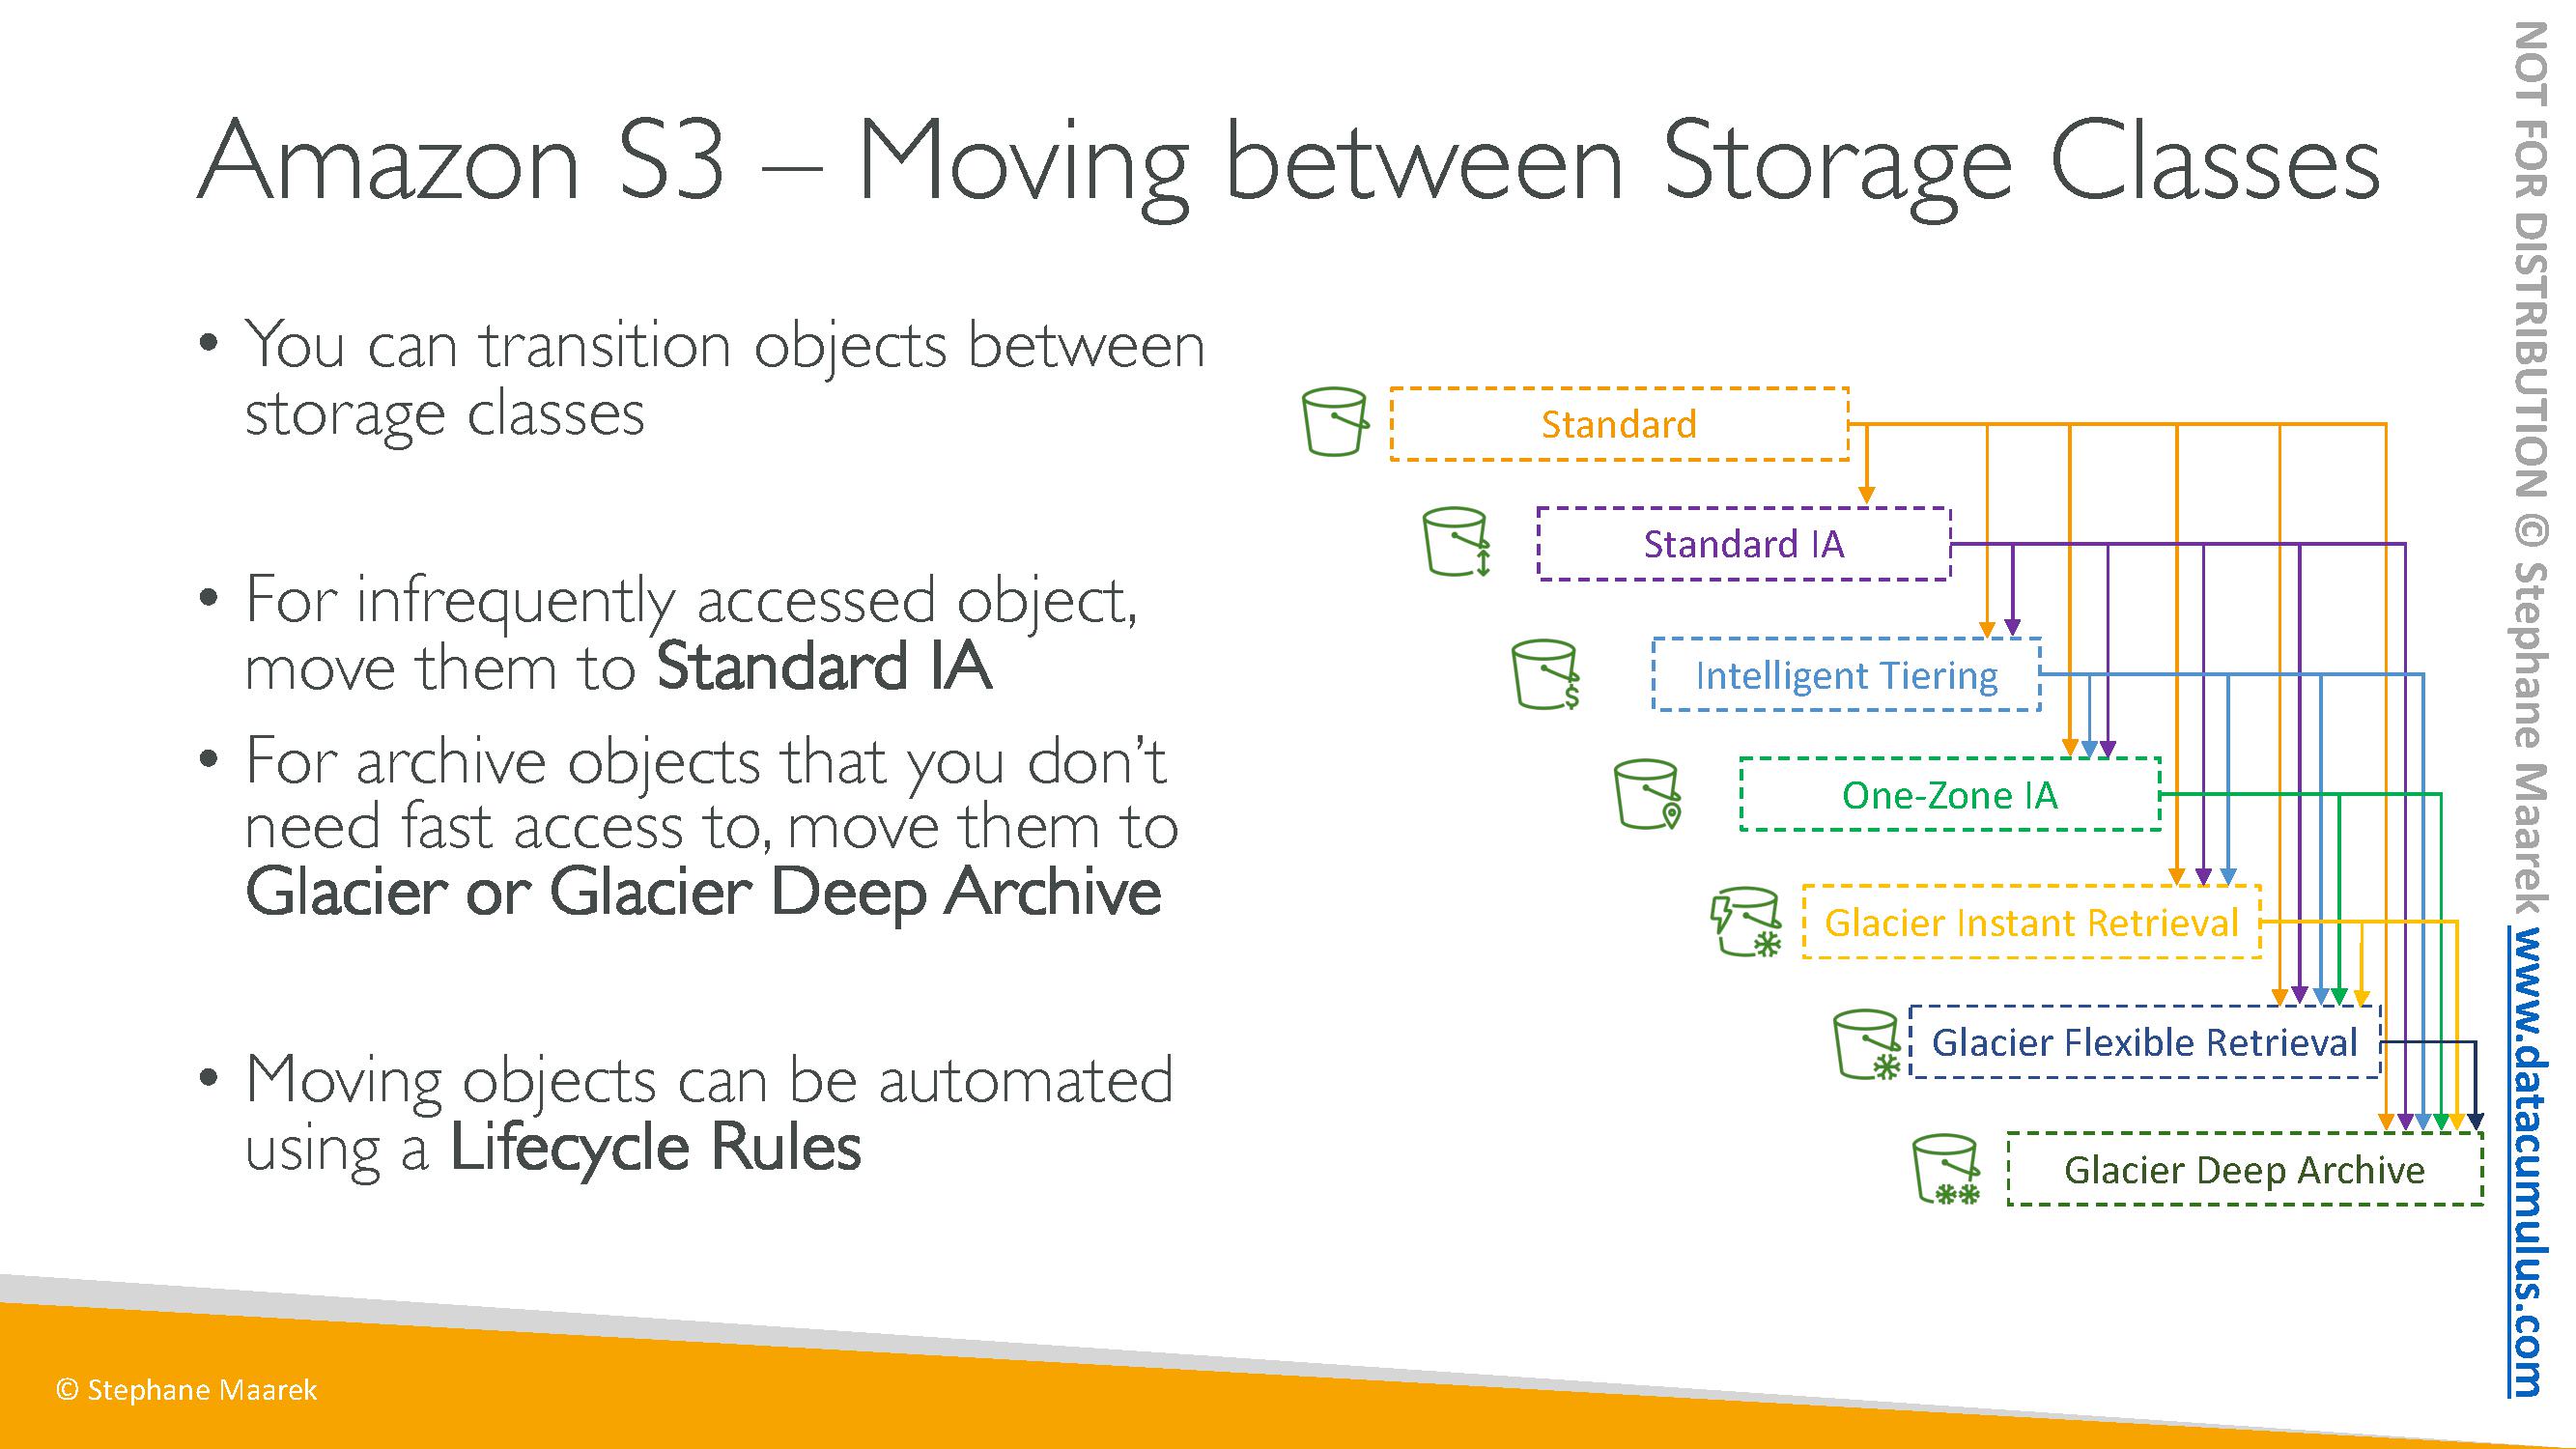 Amazon S3 – Moving between Storage Classes
• You can transition objects between
storage classes
• For infrequently accessed object,
move them to Standard IA
• For archive objects that you don’t
need fast access to, move them to
Glacier or Glacier Deep Archive
• Moving objects can be automated
using a Lifecycle Rules
Standard
Standard IA
Intelligent Tiering
One-Zone IA
Glacier Instant Retrieval
Glacier Flexible Retrieval
Glacier Deep Archive
NOT FOR DISTRIBUTION © Stephane Maarek www.datacumulus.com
© Stephane Maarek